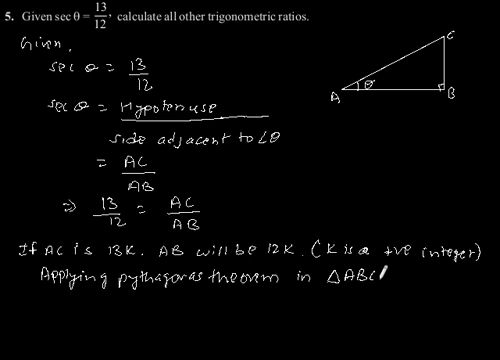 5. Given sec θ = 13/12, calculate all other trigonometric ratios.
Given,
sec θ = 13/12
sec θ = Hypotenuse / side adjacent to ∠θ
= AC/AB
⇒ 13/12 = AC/AB
If AC is 13K. AB will be 12K. (K is a +ve integer)
Applying pythagoras theorem in △ABC
C
A θ B